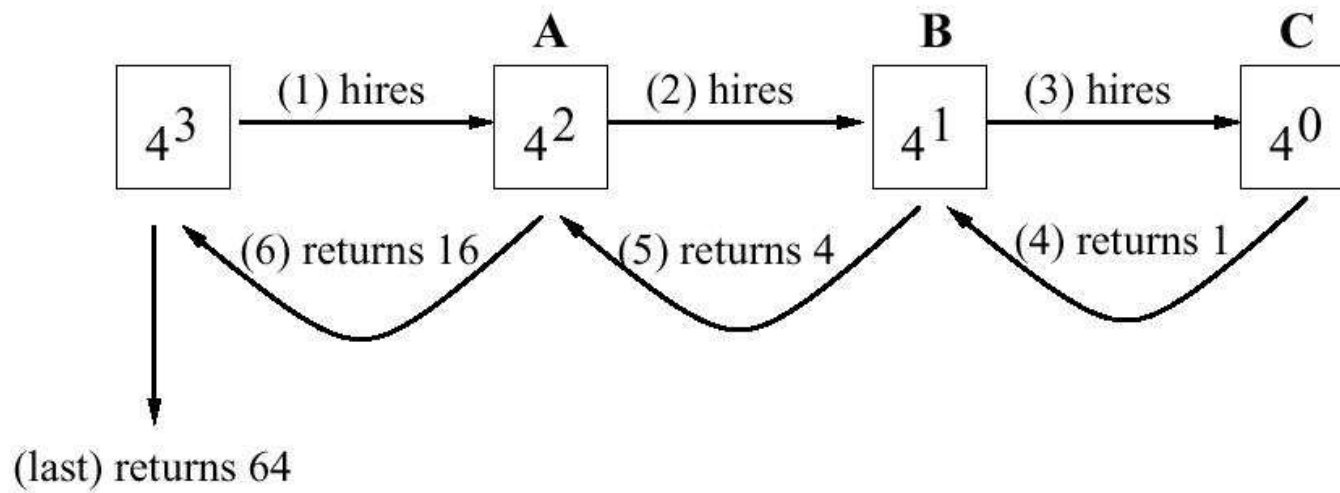 A B C
(1) hires (2) hires (3) hires
4^3 4^2 4^1 4^0
(6) returns 16 (5) returns 4 (4) returns 1
(last) returns 64